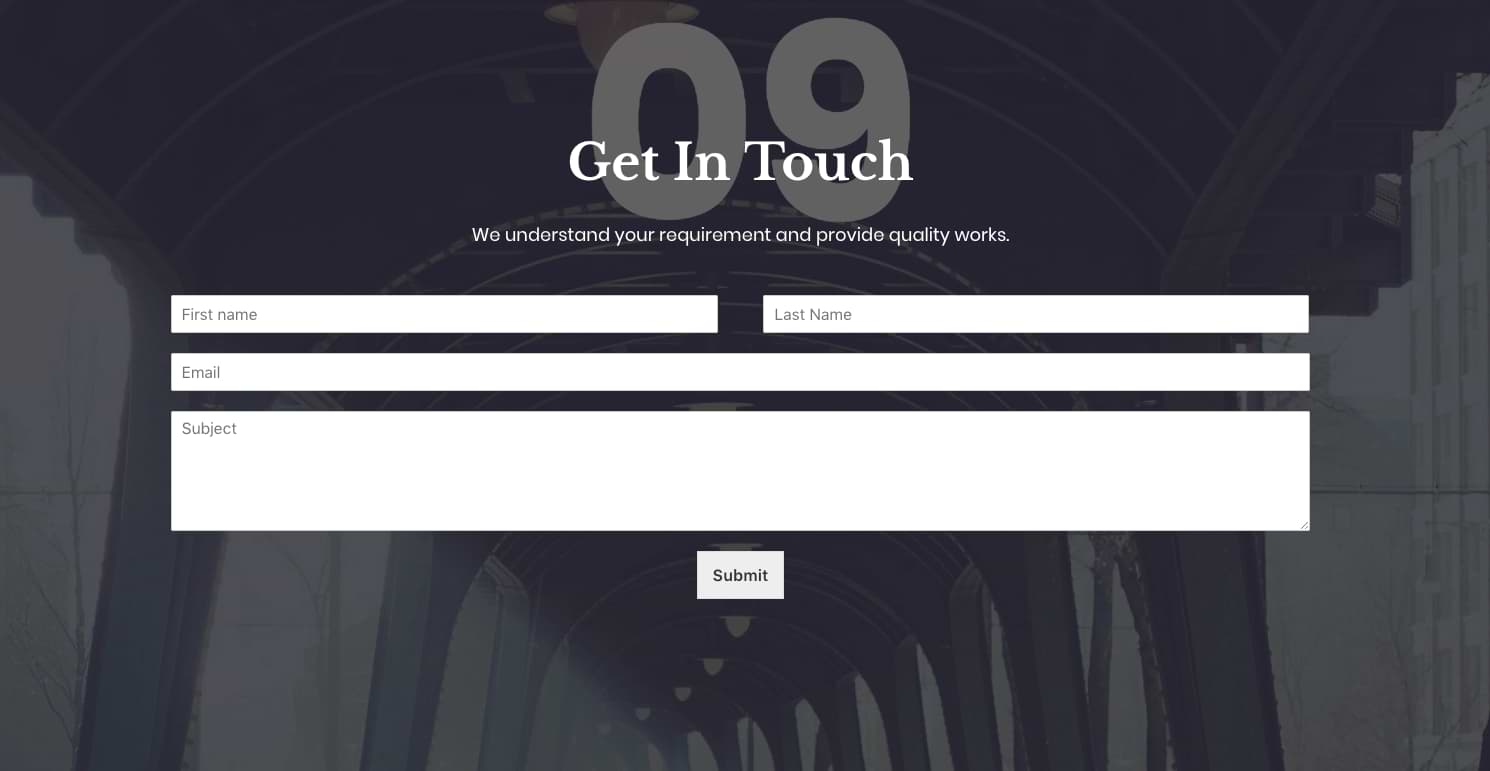 09
Get In Touch
We understand your requirement and provide quality works.
First name
Last Name
Email
Subject
Submit